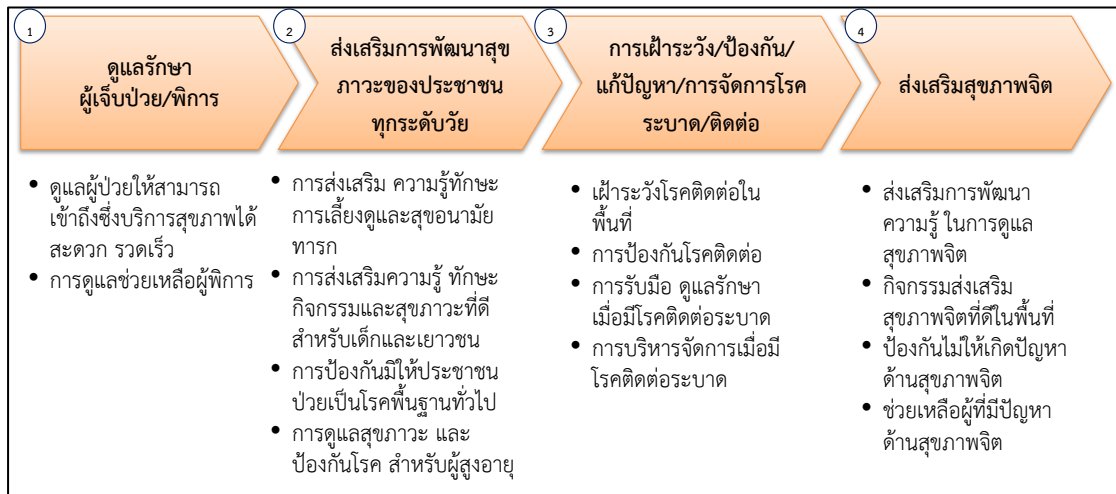 1
ดูแลรักษา
ผู้เจ็บป่วย/พิการ
2
ส่งเสริมการพัฒนาสุข
ภาวะของประชาชน
ทุกระดับวัย
3
การเฝ้าระวัง/ป้องกัน/
แก้ปัญหา/การจัดการโรค
ระบาด/ติดต่อ
4
ส่งเสริมสุขภาพจิต
• ดูแลผู้ป่วยให้สามารถ
เข้าถึงซึ่งบริการสุขภาพได้
สะดวก รวดเร็ว
• การดูแลช่วยเหลือผู้พิการ
• การส่งเสริม ความรู้ทักษะ
การเลี้ยงดูและสุขอนามัย
ทารก
• การส่งเสริมความรู้ ทักษะ
กิจกรรมและสุขภาวะที่ดี
สำหรับเด็กและเยาวชน
• การป้องกันมิให้ประชาชน
ป่วยเป็นโรคพื้นฐานทั่วไป
• การดูแลสุขภาวะ และ
ป้องกันโรค สำหรับผู้สูงอายุ
• เฝ้าระวังโรคติดต่อใน
พื้นที่
• การป้องกันโรคติดต่อ
• การรับมือ ดูแลรักษา
เมื่อมีโรคติดต่อระบาด
• การบริหารจัดการเมื่อมี
โรคติดต่อระบาด
• ส่งเสริมการพัฒนา
ความรู้ ในการดูแล
สุขภาพจิต
• กิจกรรมส่งเสริม
สุขภาพจิตที่ดีในพื้นที่
• ป้องกันไม่ให้เกิดปัญหา
ด้านสุขภาพจิต
• ช่วยเหลือผู้ที่มีปัญหา
ด้านสุขภาพจิต